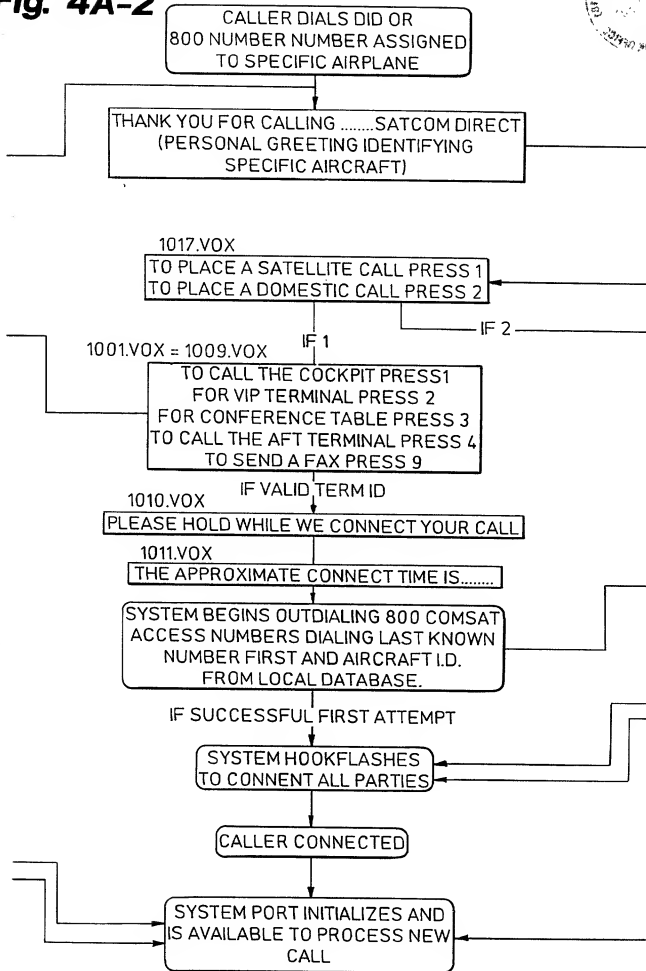 Fig. 4A-2
CALLER DIALS DID OR
800 NUMBER NUMBER ASSIGNED
TO SPECIFIC AIRPLANE
THANK YOU FOR CALLING ........SATCOM DIRECT
(PERSONAL GREETING IDENTIFYING
SPECIFIC AIRCRAFT)
1017.VOX
TO PLACE A SATELLITE CALL PRESS 1
TO PLACE A DOMESTIC CALL PRESS 2
IF 1
IF 2
1001.VOX = 1009.VOX
TO CALL THE COCKPIT PRESS1
FOR VIP TERMINAL PRESS 2
FOR CONFERENCE TABLE PRESS 3
TO CALL THE AFT TERMINAL PRESS 4
TO SEND A FAX PRESS 9
IF VALID TERM ID
1010.VOX
PLEASE HOLD WHILE WE CONNECT YOUR CALL
1011.VOX
THE APPROXIMATE CONNECT TIME IS........
SYSTEM BEGINS OUTDIALING 800 COMSAT
ACCESS NUMBERS DIALING LAST KNOWN
NUMBER FIRST AND AIRCRAFT I.D.
FROM LOCAL DATABASE.
IF SUCCESSFUL FIRST ATTEMPT
SYSTEM HOOKFLASHES
TO CONNENT ALL PARTIES
CALLER CONNECTED
SYSTEM PORT INITIALIZES AND
IS AVAILABLE TO PROCESS NEW
CALL